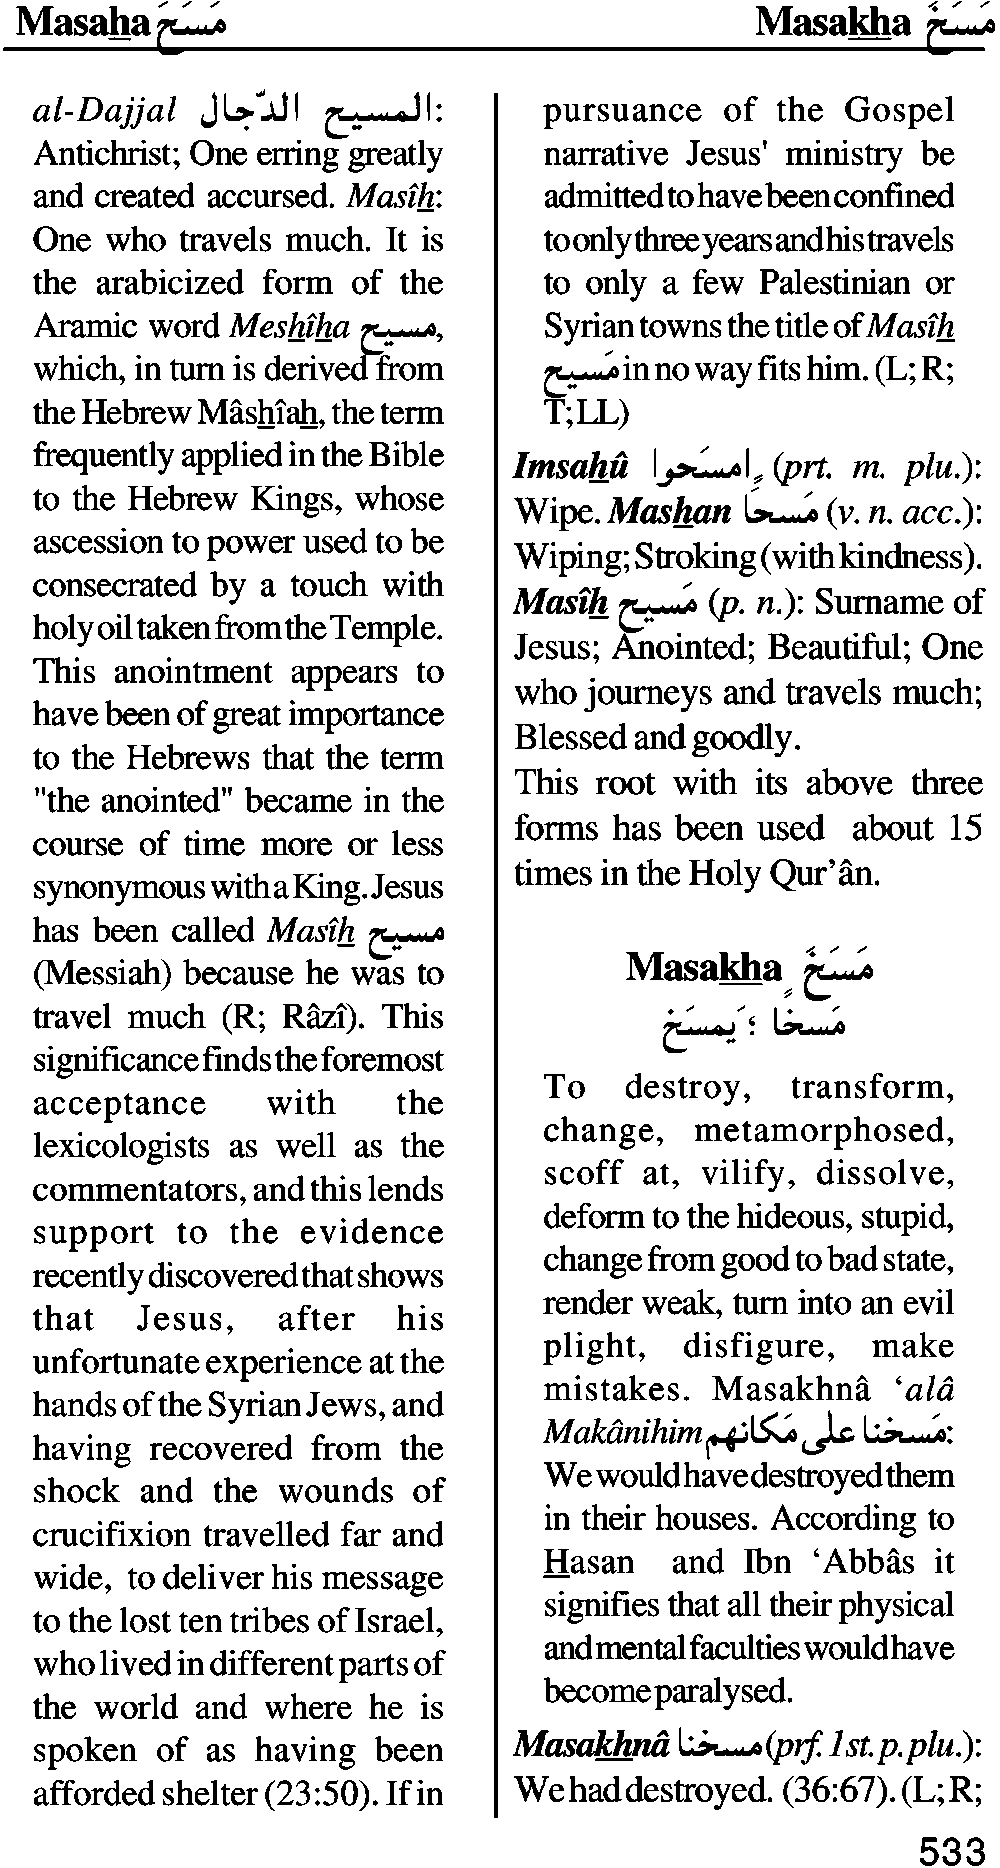 Masaha مَسَحَ
Masakha مَسَخَ
al-Dajjal المسيح الدّجال:
Antichrist; One erring greatly
and created accursed. Masîh:
One who travels much. It is
the arabicized form of the
Aramic word Meshîha مسيح,
which, in turn is derived from
the Hebrew Mâshîah, the term
frequently applied in the Bible
to the Hebrew Kings, whose
ascession to power used to be
consecrated by a touch with
holy oil taken from the Temple.
This anointment appears to
have been of great importance
to the Hebrews that the term
"the anointed" became in the
course of time more or less
synonymous with a King. Jesus
has been called Masîh مسيح
(Messiah) because he was to
travel much (R; Râzî). This
significance finds the foremost
acceptance with the
lexicologists as well as the
commentators, and this lends
support to the evidence
recently discovered that shows
that Jesus, after his
unfortunate experience at the
hands of the Syrian Jews, and
having recovered from the
shock and the wounds of
crucifixion travelled far and
wide, to deliver his message
to the lost ten tribes of Israel,
who lived in different parts of
the world and where he is
spoken of as having been
afforded shelter (23:50). If in
pursuance of the Gospel
narrative Jesus' ministry be
admitted to have been confined
to only three years and his travels
to only a few Palestinian or
Syrian towns the title of Masîh
مَسيح in no way fits him. (L; R;
T; LL)
Imsahû اِمسَحوا (prt. m. plu.):
Wipe. Mashan مَسحاً (v. n. acc.):
Wiping; Stroking (with kindness).
Masîh مَسيح (p. n.): Surname of
Jesus; Anointed; Beautiful; One
who journeys and travels much;
Blessed and goodly.
This root with its above three
forms has been used about 15
times in the Holy Qur’ân.
Masakha مَسَخَ
مَسخاً ؛ يَمسَخ
To destroy, transform,
change, metamorphosed,
scoff at, vilify, dissolve,
deform to the hideous, stupid,
change from good to bad state,
render weak, turn into an evil
plight, disfigure, make
mistakes. Masakhnâ ‘alâ
Makânihim مَسخنا على مَكانهم:
We would have destroyed them
in their houses. According to
Hasan and Ibn ‘Abbâs it
signifies that all their physical
and mental faculties would have
become paralysed.
Masakhnâ مسخنا (prf. 1st. p. plu.):
We had destroyed. (36:67). (L; R;
533